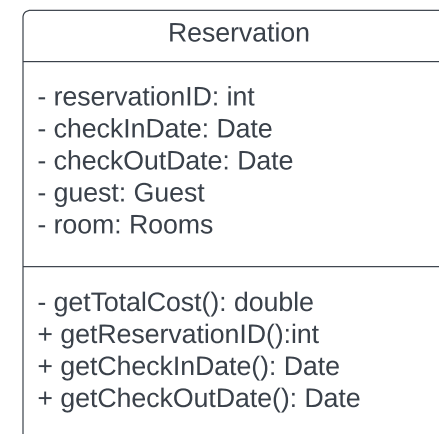 Reservation
- reservationID: int
- checkInDate: Date
- checkOutDate: Date
- guest: Guest
- room: Rooms
- getTotalCost(): double
+ getReservationID():int
+ getCheckInDate(): Date
+ getCheckOutDate(): Date